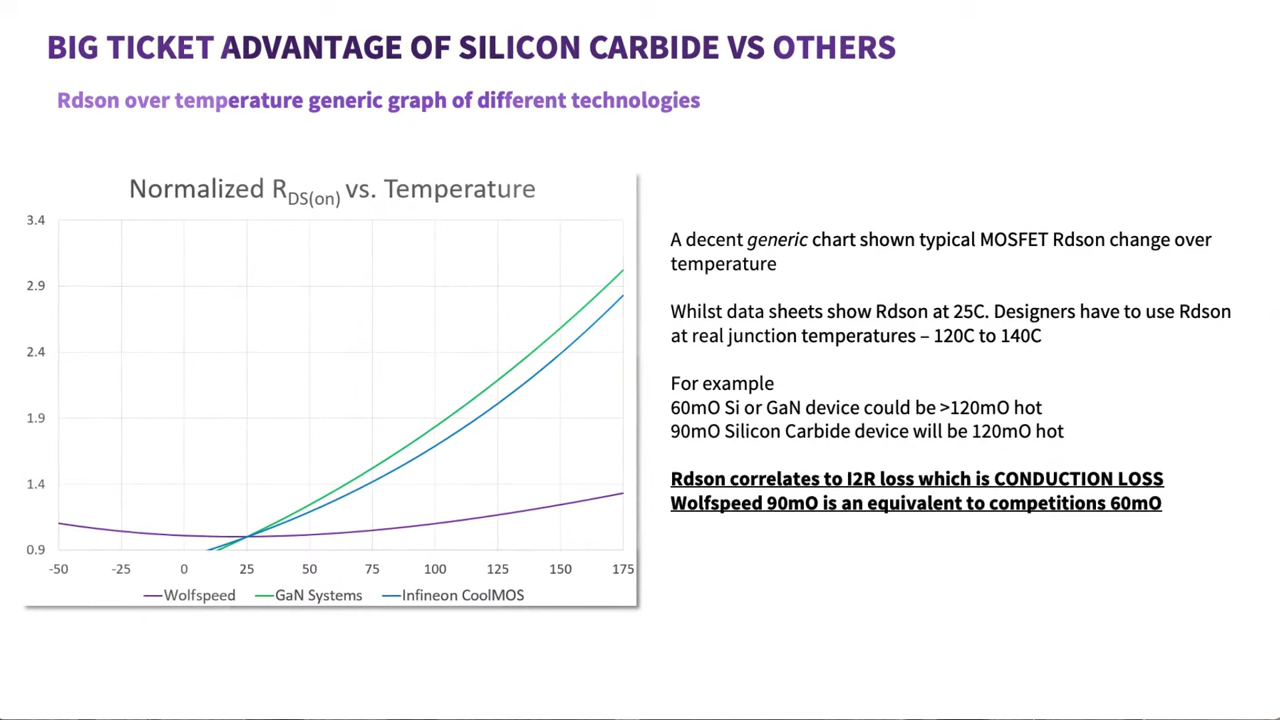 BIG TICKET ADVANTAGE OF SILICON CARBIDE VS OTHERS
Rdson over temperature generic graph of different technologies
Normalized RDS(on) vs. Temperature
3.4
2.9
2.4
1.9
1.4
0.9
-50 -25 0 25 50 75 100 125 150 175
Wolfspeed GaN Systems Infineon CoolMOS
A decent generic chart shown typical MOSFET Rdson change over
temperature
Whilst data sheets show Rdson at 25C. Designers have to use Rdson
at real junction temperatures – 120C to 140C
For example
60mO Si or GaN device could be >120mO hot
90mO Silicon Carbide device will be 120mO hot
Rdson correlates to I2R loss which is CONDUCTION LOSS
Wolfspeed 90mO is an equivalent to competitions 60mO